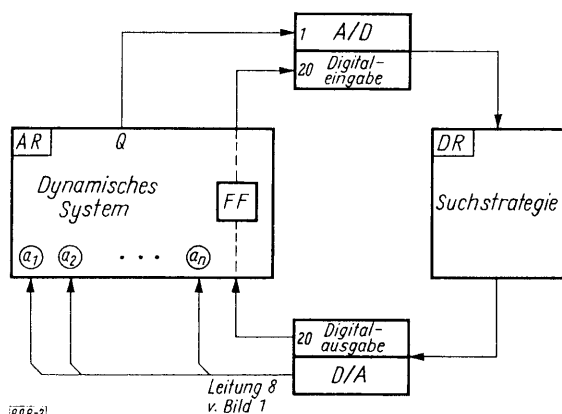 1 A/D
20 Digital-
eingabe
AR Q
Dynamisches
System
FF
a1 a2 . . . an
DR
Suchstrategie
20 Digital-
ausgabe
D/A
Leitung 8
v. Bild 1